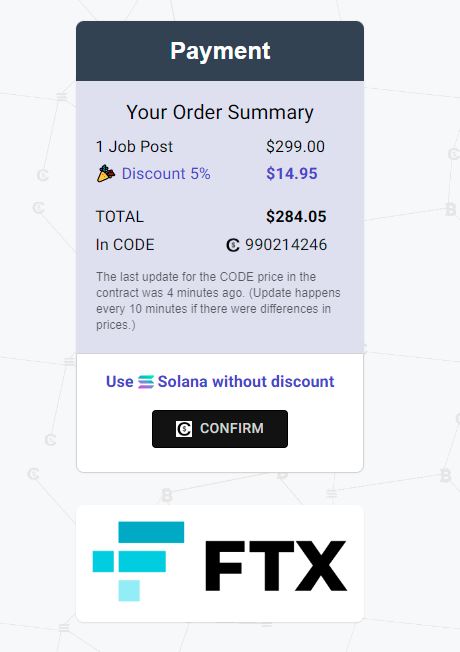 Payment
Your Order Summary
1 Job Post $299.00
Discount 5% $14.95
TOTAL $284.05
In CODE 990214246
The last update for the CODE price in the
contract was 4 minutes ago. (Update happens
every 10 minutes if there were differences in
prices.)
Use Solana without discount
CONFIRM
FTX